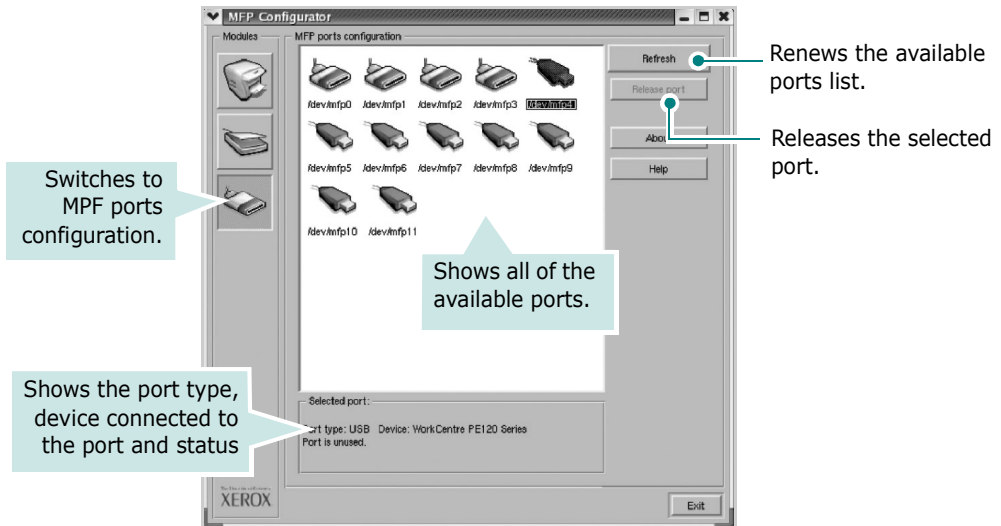 MFP Configurator
Modules
MFP ports configuration
/dev/mfp0 /dev/mfp1 /dev/mfp2 /dev/mfp3 /dev/mfp4
/dev/mfp5 /dev/mfp6 /dev/mfp7 /dev/mfp8 /dev/mfp9
/dev/mfp10 /dev/mfp11
Refresh
Release port
About
Help
Renews the available
ports list.
Releases the selected
port.
Switches to
MPF ports
configuration.
Shows all of the
available ports.
Shows the port type,
device connected to
the port and status
Selected port:
Port type: USB Device: WorkCentre PE120 Series
Port is unused.
XEROX
Exit